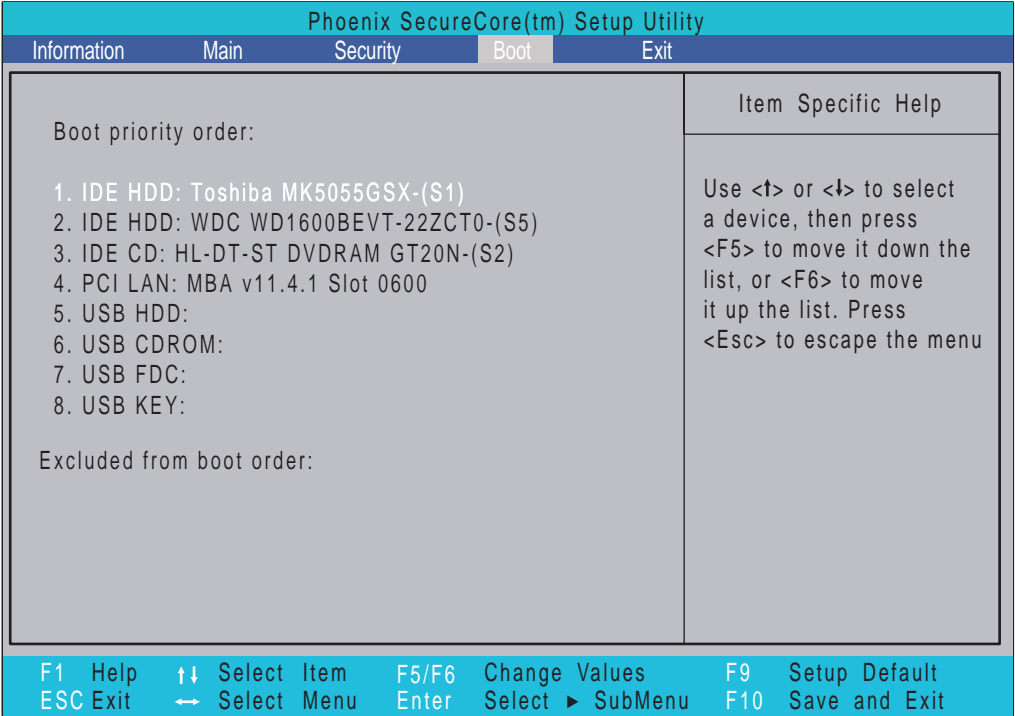 Phoenix SecureCore(tm) Setup Utility
Information Main Security Boot Exit
Boot priority order:
1. IDE HDD: Toshiba MK5055GSX-(S1)
2. IDE HDD: WDC WD1600BEVT-22ZCT0-(S5)
3. IDE CD: HL-DT-ST DVDRAM GT20N-(S2)
4. PCI LAN: MBA v11.4.1 Slot 0600
5. USB HDD:
6. USB CDROM:
7. USB FDC:
8. USB KEY:
Excluded from boot order:
Item Specific Help
Use <↑> or <↓> to select
a device, then press
<F5> to move it down the
list, or <F6> to move
it up the list. Press
<Esc> to escape the menu
F1 Help ↑↓ Select Item F5/F6 Change Values F9 Setup Default
ESC Exit ↔ Select Menu Enter Select ► SubMenu F10 Save and Exit